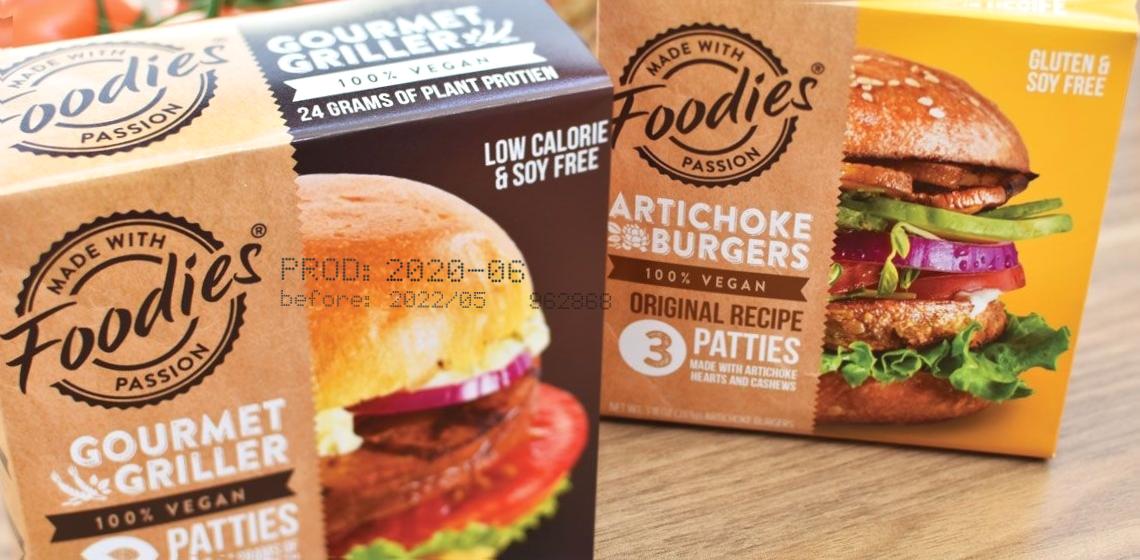 MADE WITH
Foodies
PASSION
GOURMET
GRILLER
100% VEGAN
24 GRAMS OF PLANT PROTIEN
LOW CALORIE
& SOY FREE
MADE WITH
Foodies®
PASSION
PROD: 2020-06
before: 2022/05 862868
GOURMET
GRILLER
100% VEGAN
PATTIES
MADE WITH
Foodies®
PASSION
ARTICHOKE
BURGERS
100% VEGAN
ORIGINAL RECIPE
3 PATTIES
MADE WITH ARTICHOKE
HEARTS AND CASHEWS
GLUTEN &
SOY FREE